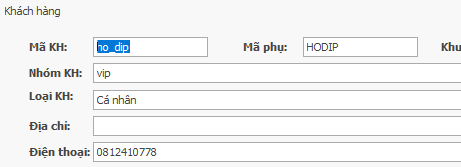 Khách hàng
Mã KH: ho_dip Mã phụ: HODIP Khu
Nhóm KH: vip
Loại KH: Cá nhân
Địa chỉ:
Điện thoại: 0812410778